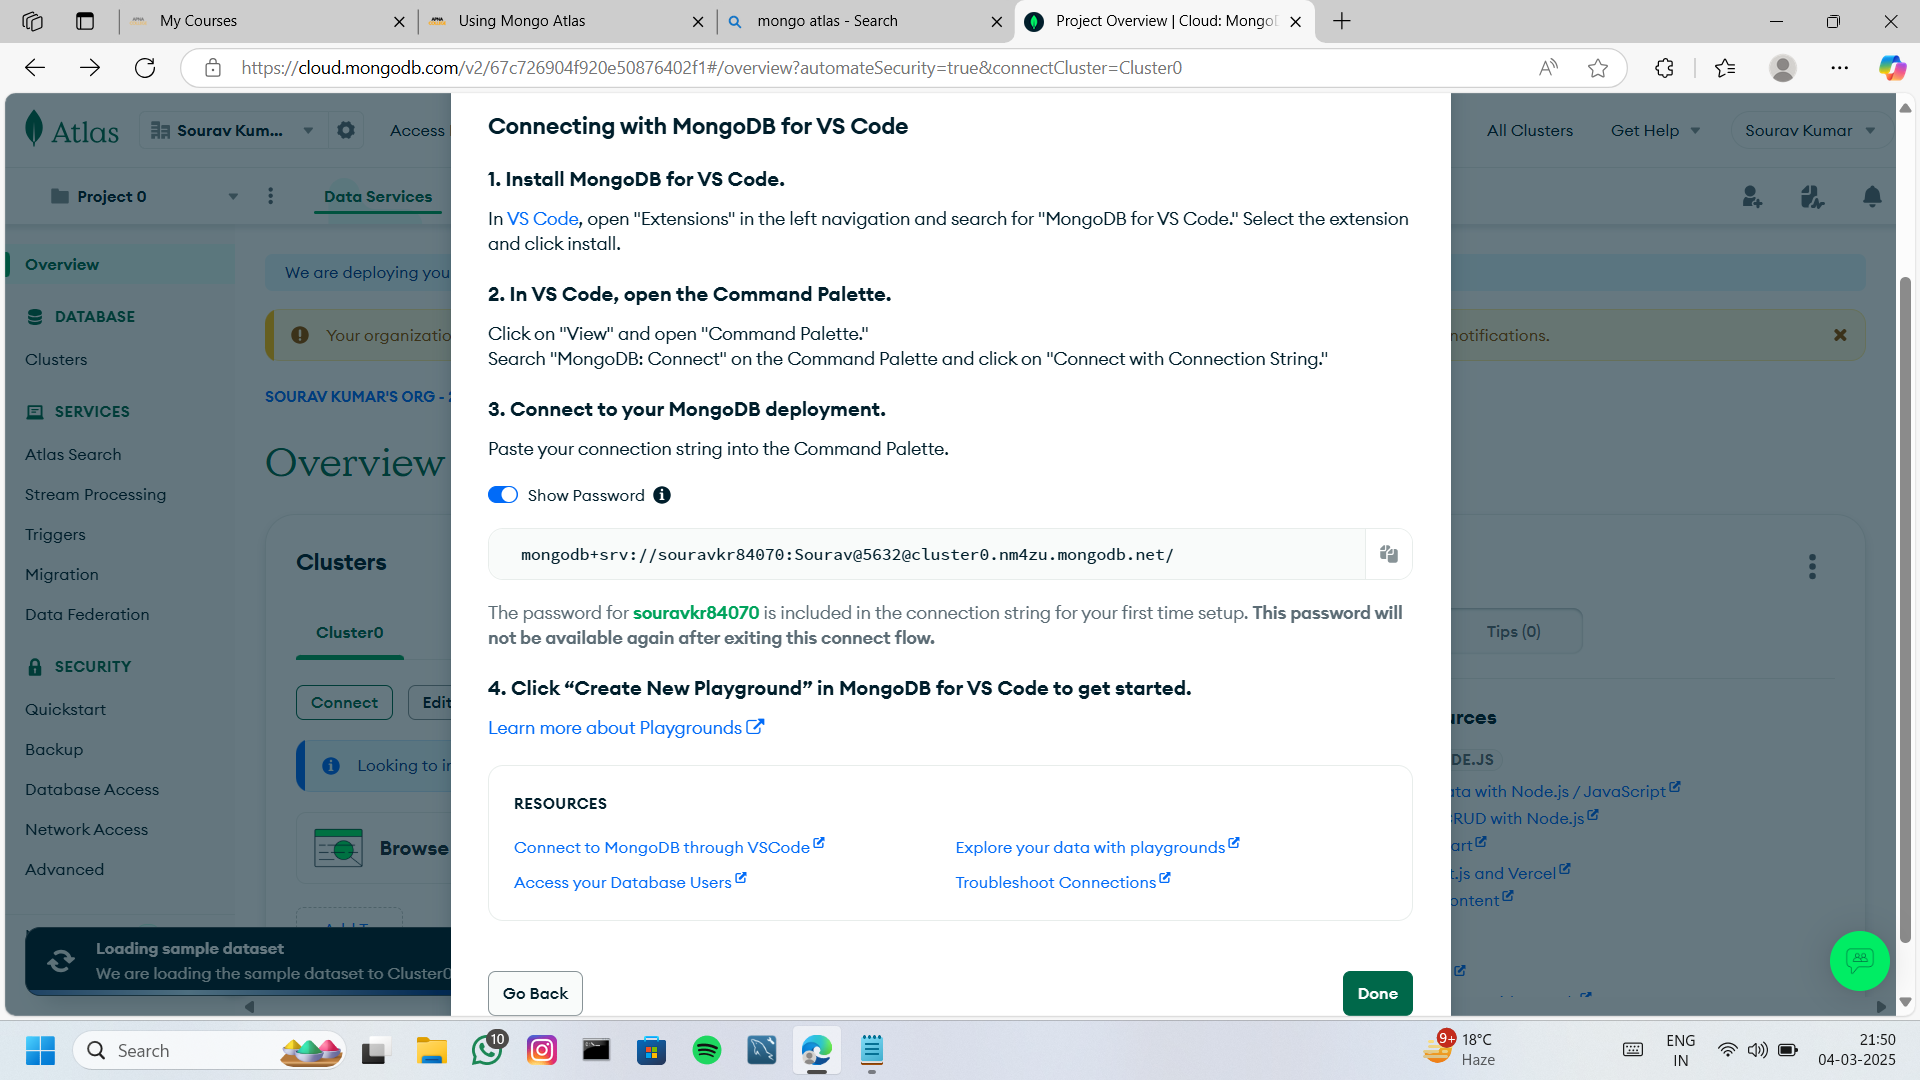 My Courses
Using Mongo Atlas
mongo atlas - Search
Project Overview | Cloud: Mongo
https://cloud.mongodb.com/v2/67c726904f920e50876402f1#/overview?automateSecurity=true&connectCluster=Cluster0
Atlas
Sourav Kum...
Access
All Clusters
Get Help
Sourav Kumar
Project 0
Data Services
Overview
DATABASE
Clusters
SERVICES
Atlas Search
Stream Processing
Triggers
Migration
Data Federation
SECURITY
Quickstart
Backup
Database Access
Network Access
Advanced
We are deploying you
Your organizatio
notifications.
SOURAV KUMAR'S ORG -
Overview
Clusters
Cluster0
Connect
Edit
Looking to in
Browse
Loading sample dataset
We are loading the sample dataset to Cluster0
Connecting with MongoDB for VS Code
1. Install MongoDB for VS Code.
In VS Code, open "Extensions" in the left navigation and search for "MongoDB for VS Code." Select the extension
and click install.
2. In VS Code, open the Command Palette.
Click on "View" and open "Command Palette."
Search "MongoDB: Connect" on the Command Palette and click on "Connect with Connection String."
3. Connect to your MongoDB deployment.
Paste your connection string into the Command Palette.
Show Password
mongodb+srv://souravkr84070:Sourav@5632@cluster0.nm4zu.mongodb.net/
The password for souravkr84070 is included in the connection string for your first time setup. This password will
not be available again after exiting this connect flow.
4. Click “Create New Playground” in MongoDB for VS Code to get started.
Learn more about Playgrounds
RESOURCES
Connect to MongoDB through VSCode
Explore your data with playgrounds
Access your Database Users
Troubleshoot Connections
Go Back
Done
Tips (0)
urces
DE.JS
ata with Node.js / JavaScript
CRUD with Node.js
art
t.js and Vercel
ontent
Search
10
9+
18°C
Haze
ENG
IN
21:50
04-03-2025